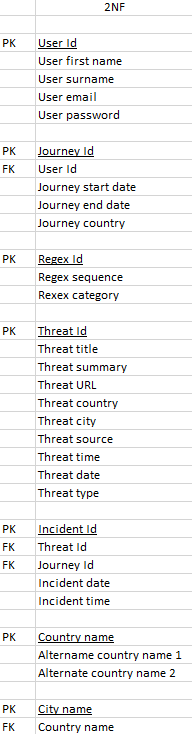 2NF
PK User Id
User first name
User surname
User email
User password
PK Journey Id
FK User Id
Journey start date
Journey end date
Journey country
PK Regex Id
Regex sequence
Rexex category
PK Threat Id
Threat title
Threat summary
Threat URL
Threat country
Threat city
Threat source
Threat time
Threat date
Threat type
PK Incident Id
FK Threat Id
FK Journey Id
Incident date
Incident time
PK Country name
Altername country name 1
Alternate country name 2
PK City name
FK Country name